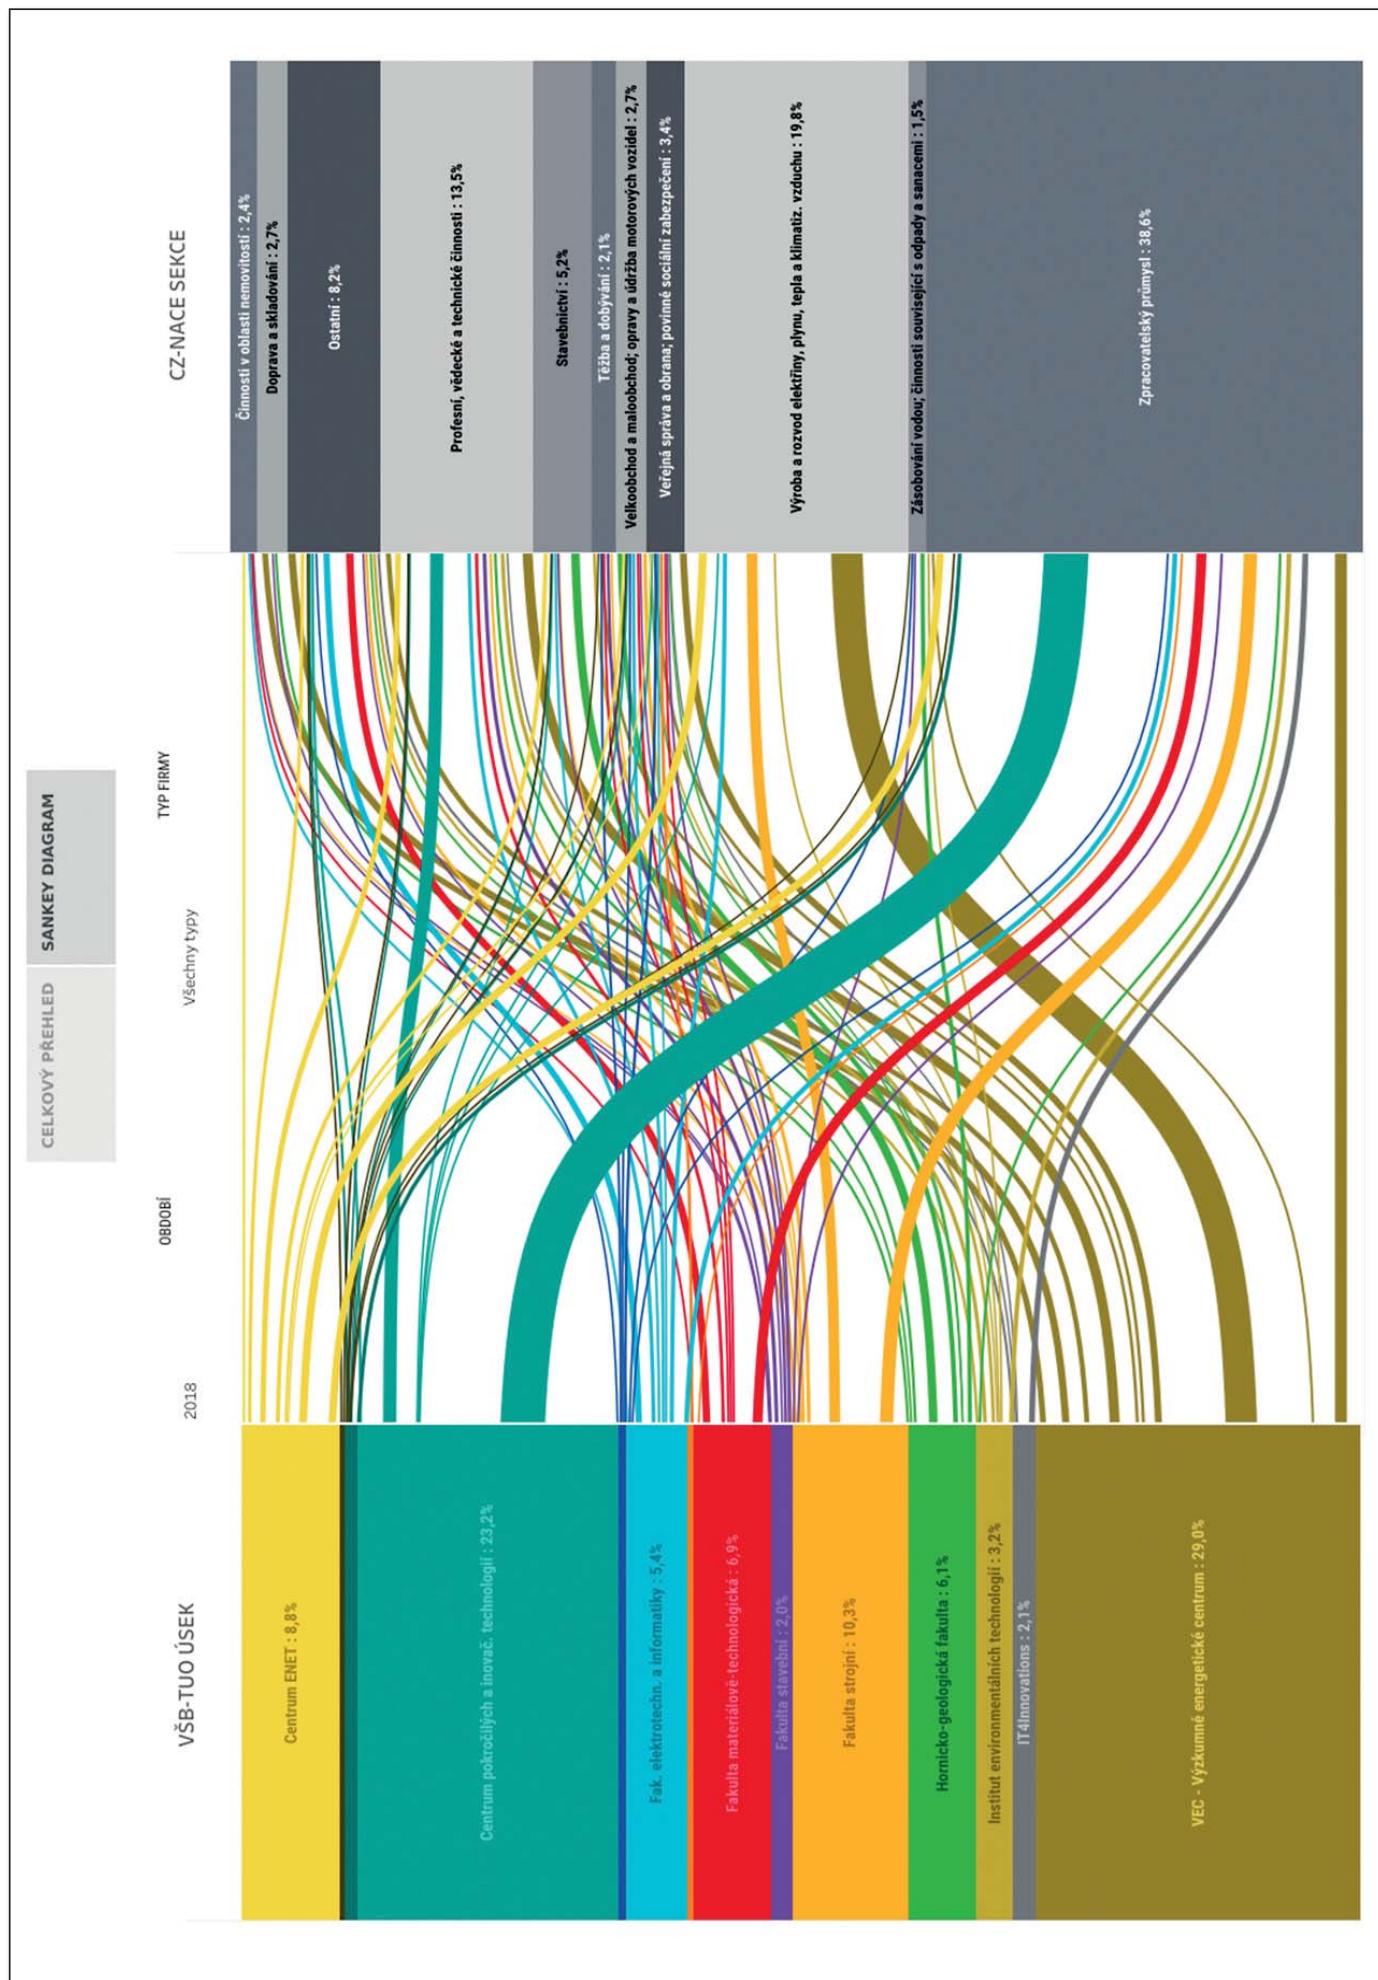 CELKOVÝ PŘEHLED
SANKEY DIAGRAM
OBDOBÍ
TYP FIRMY
2018
Všechny typy
VŠB-TUO ÚSEK
CZ-NACE SEKCE
Centrum ENET : 8,8%
Centrum pokročilých a inovač. technologií : 23,2%
Fak. elektrotechn. a informatiky : 5,4%
Fakulta materiálově-technologická : 6,9%
Fakulta stavební : 2,0%
Fakulta strojní : 10,3%
Hornicko-geologická fakulta : 6,1%
Institut environmentálních technologií : 3,2%
IT4Innovations : 2,1%
VEC - Výzkumné energetické centrum : 29,0%
Činnosti v oblasti nemovitostí : 2,4%
Doprava a skladování : 2,7%
Ostatní : 8,2%
Profesní, vědecké a technické činnosti : 13,5%
Stavebnictví : 5,2%
Těžba a dobývání : 2,1%
Velkoobchod a maloobchod; opravy a údržba motorových vozidel : 2,7%
Veřejná správa a obrana; povinné sociální zabezpečení : 3,4%
Výroba a rozvod elektřiny, plynu, tepla a klimatiz. vzduchu : 19,8%
Zásobování vodou; činnosti související s odpady a sanacemi : 1,5%
Zpracovatelský průmysl : 38,6%